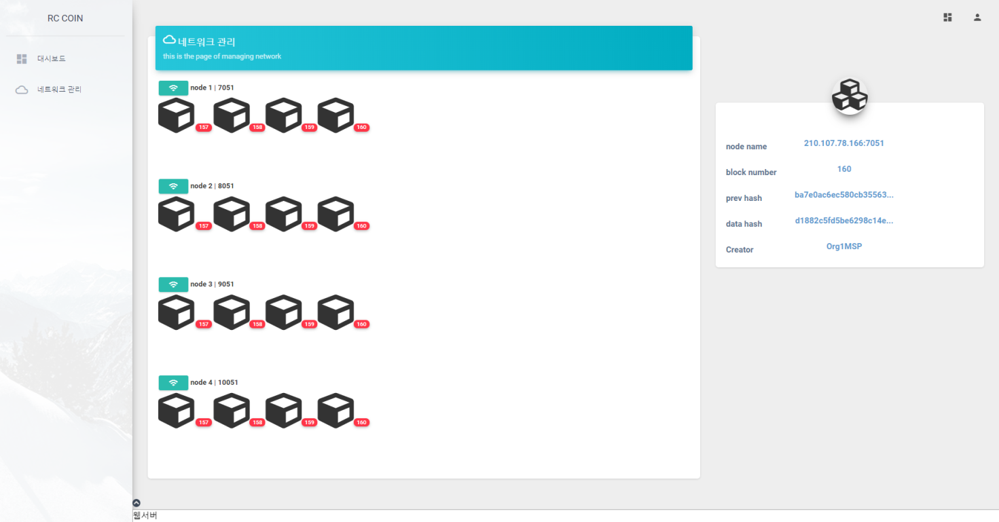 RC COIN
대시보드
네트워크 관리
네트워크 관리
this is the page of managing network
node 1 | 7051
157 158 159 160
node 2 | 8051
157 158 159 160
node 3 | 9051
157 158 159 160
node 4 | 10051
157 158 159 160
node name 210.107.78.166:7051
block number 160
prev hash ba7e0ac6ec580cb35563...
data hash d1882c5fd5be6298c14e...
Creator Org1MSP
웹서버